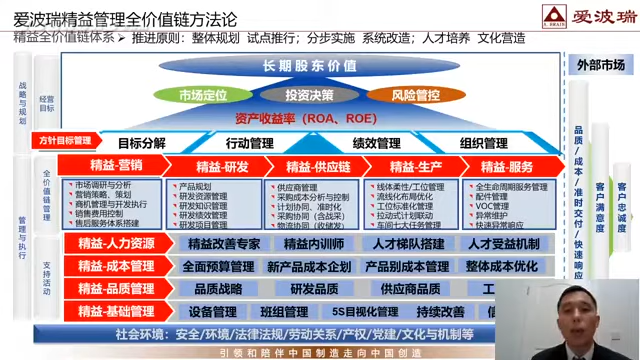 爱波瑞精益管理全价值链方法论
A BRAIN
爱波瑞
精益全价值链体系
推进原则：整体规划 试点推行；分步实施 系统改造；人才培养 文化营造
长期股东价值
外部市场
市场定位
投资决策
风险管控
资产收益率（ROA、ROE）
战略与规划
经营目标
方针目标管理
目标分解
行动管理
绩效管理
组织管理
管理与执行
全价值链管理
精益-营销
精益-研发
精益-供应链
精益-生产
精益-服务
市场调研与分析
营销策略、策划
商机管理与开发执行
销售费用控制
售后服务体系搭建
产品规划
研发资源管理
研发知识管理
研发绩效管理
研发项目管理
供应商管理
采购成本分析与控制
计划协同、准时化
采购协同（含战采）
物流协同（收储发）
线体柔性/工位管理
流线化布局优化
工位标准化管理
拉动式计划联动
车间七大任务管理
全生命周期服务管理
配件管理
VOC管理
异常维护
快速异常响应
支持活动
精益-人力资源
精益改善专家
精益内训师
人才梯队搭建
人才受益机制
精益-成本管理
全面预算管理
新产品成本企划
产品别成本管理
整体成本优化
精益-品质管理
品质战略
研发品质
供应商品质
工
精益-基础管理
设备管理
班组管理
5S目视化管理
持续改善
社会环境：安全/环境/法律法规/劳动关系/产权/党建/文化与机制等
引领和陪伴中国制造走向中国创造
品质/成本/准时交付/快速响应
客户满意度
客户忠诚度